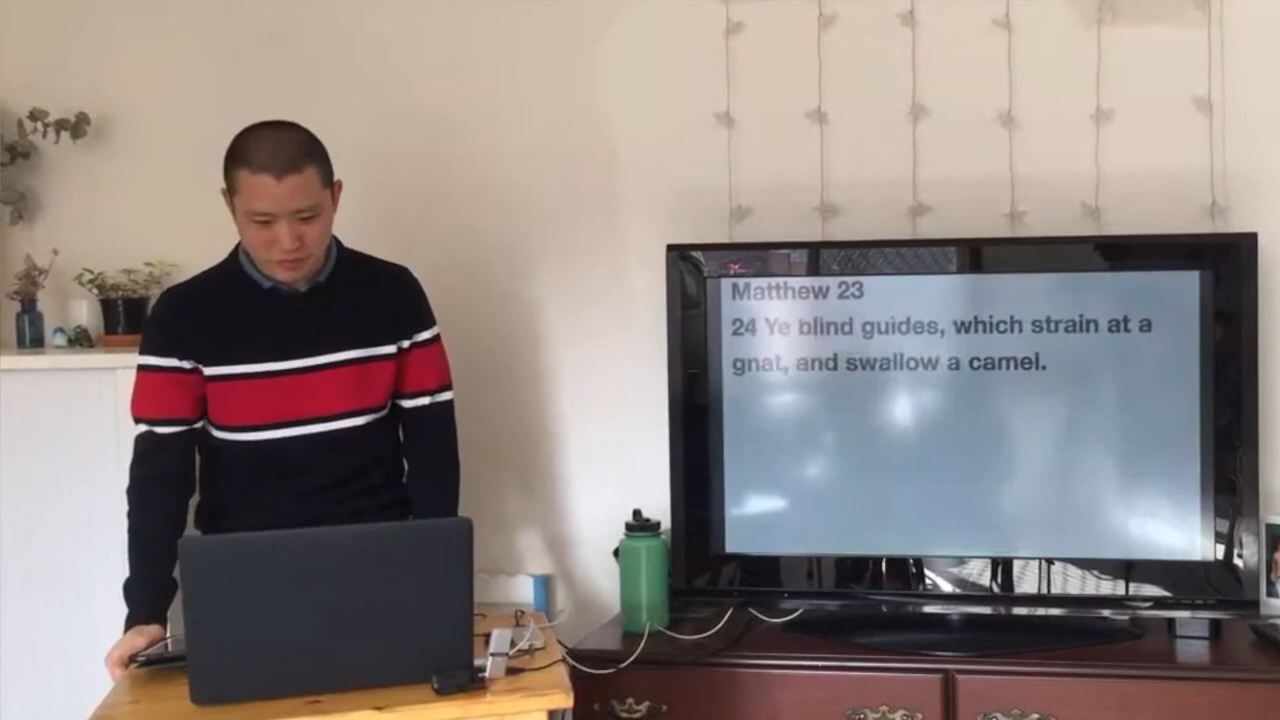 Matthew 23
24 Ye blind guides, which strain at a
gnat, and swallow a camel.